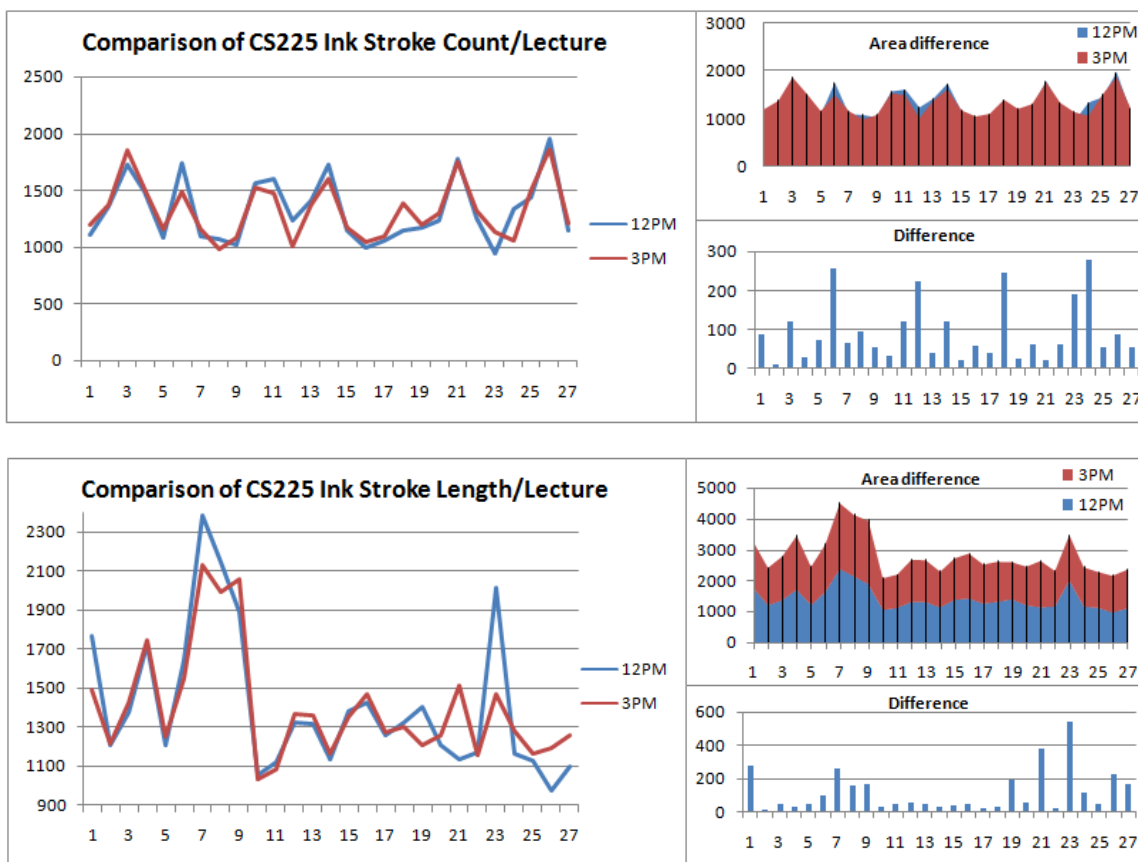 Comparison of CS225 Ink Stroke Count/Lecture
2500
2000
1500
1000
500
0
1 3 5 7 9 11 13 15 17 19 21 23 25 27
12PM
3PM
Area difference
12PM
3PM
3000
2000
1000
0
1 3 5 7 9 11 13 15 17 19 21 23 25 27
Difference
300
200
100
0
1 3 5 7 9 11 13 15 17 19 21 23 25 27
Comparison of CS225 Ink Stroke Length/Lecture
2300
2100
1900
1700
1500
1300
1100
900
1 3 5 7 9 11 13 15 17 19 21 23 25 27
12PM
3PM
Area difference
3PM
12PM
5000
4000
3000
2000
1000
0
1 3 5 7 9 11 13 15 17 19 21 23 25 27
Difference
600
400
200
0
1 3 5 7 9 11 13 15 17 19 21 23 25 27